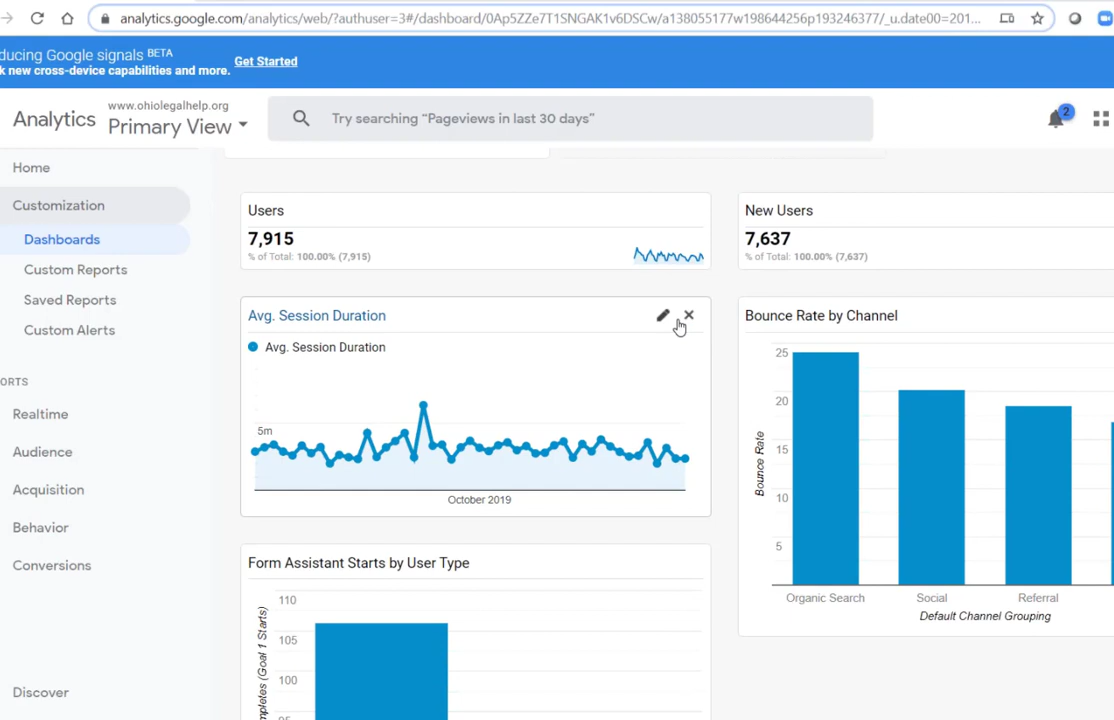 analytics.google.com/analytics/web/?authuser=3#/dashboard/0Ap5ZZe7T1SNGAK1v6DSCw/a138055177w198644256p193246377/_u.date00=201...
ducing Google signals BETA
k new cross-device capabilities and more.
Get Started
Analytics
www.ohiolegalhelp.org
Primary View
Try searching “Pageviews in last 30 days”
2
Home
Customization
Dashboards
Custom Reports
Saved Reports
Custom Alerts
ORTS
Realtime
Audience
Acquisition
Behavior
Conversions
Discover
Users
7,915
% of Total: 100.00% (7,915)
New Users
7,637
% of Total: 100.00% (7,637)
Avg. Session Duration
Avg. Session Duration
5m
October 2019
Bounce Rate by Channel
25
20
15
10
5
Bounce Rate
Organic Search
Social
Referral
Default Channel Grouping
Form Assistant Starts by User Type
110
105
100
95
mpletes (Goal 1 Starts)